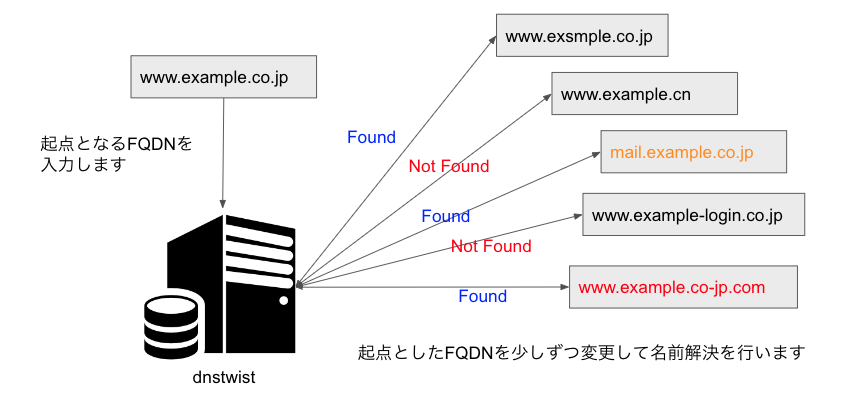 www.example.co.jp
起点となるFQDNを
入力します
dnstwist
www.exsmple.co.jp
Found
www.example.cn
Not Found
mail.example.co.jp
Found
www.example-login.co.jp
Not Found
www.example.co-jp.com
Found
起点としたFQDNを少しずつ変更して名前解決を行います